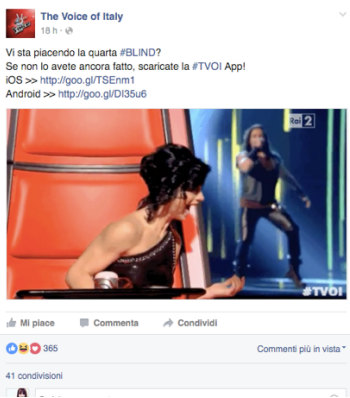 The Voice of Italy
18 h ·
Vi sta piacendo la quarta #BLIND?
Se non lo avete ancora fatto, scaricate la #TVOI App!
iOS >> http://goo.gl/TSEnm1
Android >> http://goo.gl/DI35u6
Rai 2
#TVOI
Mi piace Commenta Condividi
365 Commenti più in vista
41 condivisioni